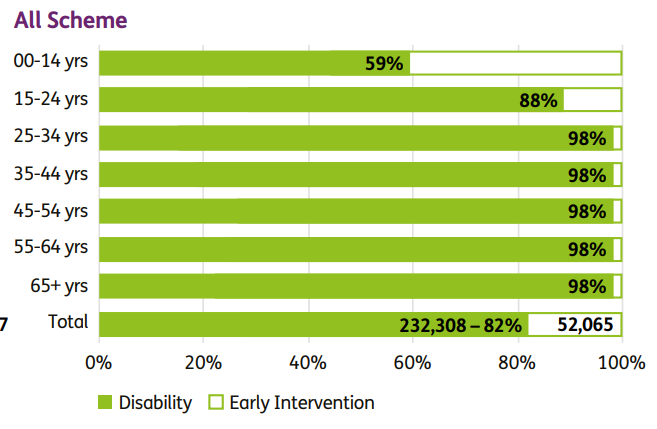 All Scheme
00-14 yrs 59%
15-24 yrs 88%
25-34 yrs 98%
35-44 yrs 98%
45-54 yrs 98%
55-64 yrs 98%
65+ yrs 98%
7 Total 232,308 – 82% 52,065
0% 20% 40% 60% 80% 100%
Disability Early Intervention